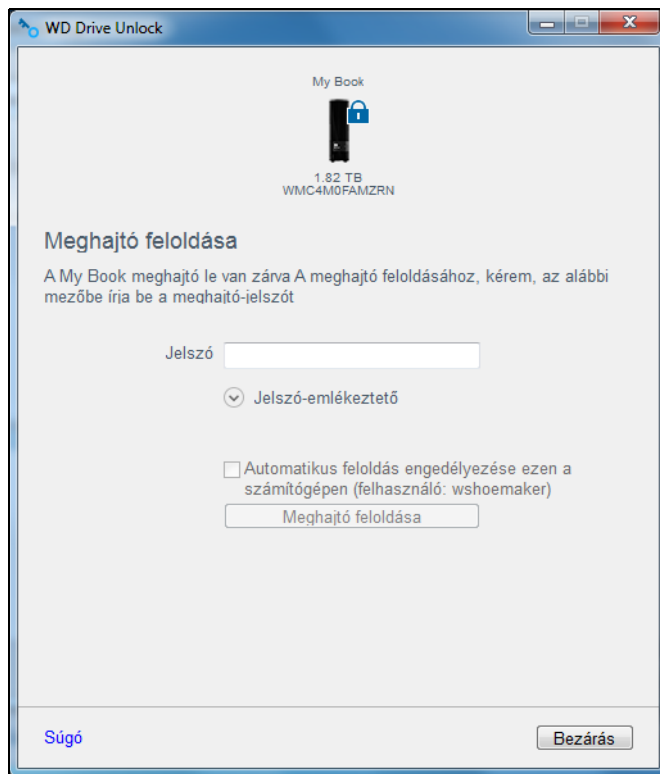 WD Drive Unlock
My Book
1.82 TB
WMC4M0FAMZRN
Meghajtó feloldása
A My Book meghajtó le van zárva A meghajtó feloldásához, kérem, az alábbi
mezőbe írja be a meghajtó-jelszót
Jelszó
Jelszó-emlékeztető
Automatikus feloldás engedélyezése ezen a
számítógépen (felhasználó: wshoemaker)
Meghajtó feloldása
Súgó
Bezárás